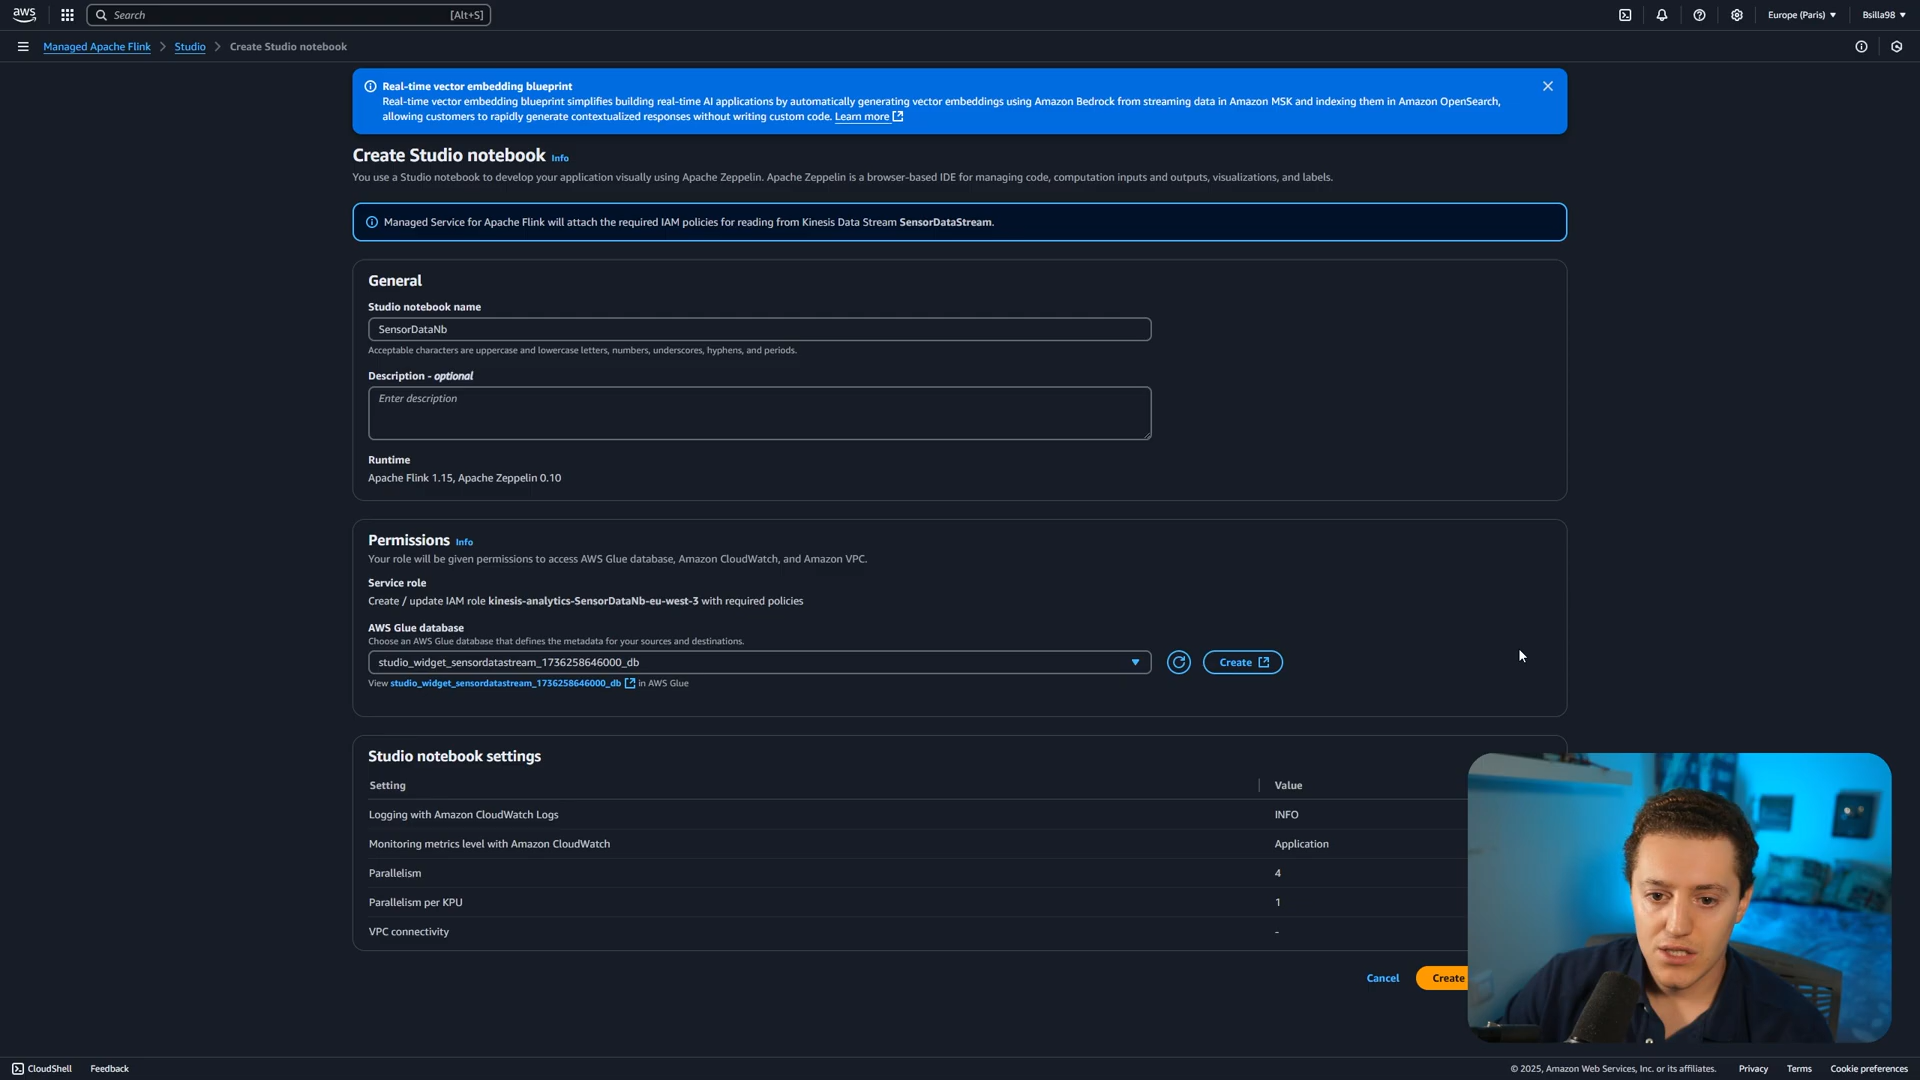 aws
Search [Alt+S]
Europe (Paris)
Bsilla98
Managed Apache Flink
Studio
Create Studio notebook
Real-time vector embedding blueprint
Real-time vector embedding blueprint simplifies building real-time AI applications by automatically generating vector embeddings using Amazon Bedrock from streaming data in Amazon MSK and indexing them in Amazon OpenSearch,
allowing customers to rapidly generate contextualized responses without writing custom code. Learn more
Create Studio notebook Info
You use a Studio notebook to develop your application visually using Apache Zeppelin. Apache Zeppelin is a browser-based IDE for managing code, computation inputs and outputs, visualizations, and labels.
Managed Service for Apache Flink will attach the required IAM policies for reading from Kinesis Data Stream SensorDataStream.
General
Studio notebook name
SensorDataNb
Acceptable characters are uppercase and lowercase letters, numbers, underscores, hyphens, and periods.
Description - optional
Enter description
Runtime
Apache Flink 1.15, Apache Zeppelin 0.10
Permissions Info
Your role will be given permissions to access AWS Glue database, Amazon CloudWatch, and Amazon VPC.
Service role
Create / update IAM role kinesis-analytics-SensorDataNb-eu-west-3 with required policies
AWS Glue database
Choose an AWS Glue database that defines the metadata for your sources and destinations.
studio_widget_sensordatastream_1736258646000_db
Create
View studio_widget_sensordatastream_1736258646000_db in AWS Glue
Studio notebook settings
Setting Value
Logging with Amazon CloudWatch Logs INFO
Monitoring metrics level with Amazon CloudWatch Application
Parallelism 4
Parallelism per KPU 1
VPC connectivity -
Cancel
Create
CloudShell
Feedback
© 2025, Amazon Web Services, Inc. or its affiliates.
Privacy
Terms
Cookie preferences